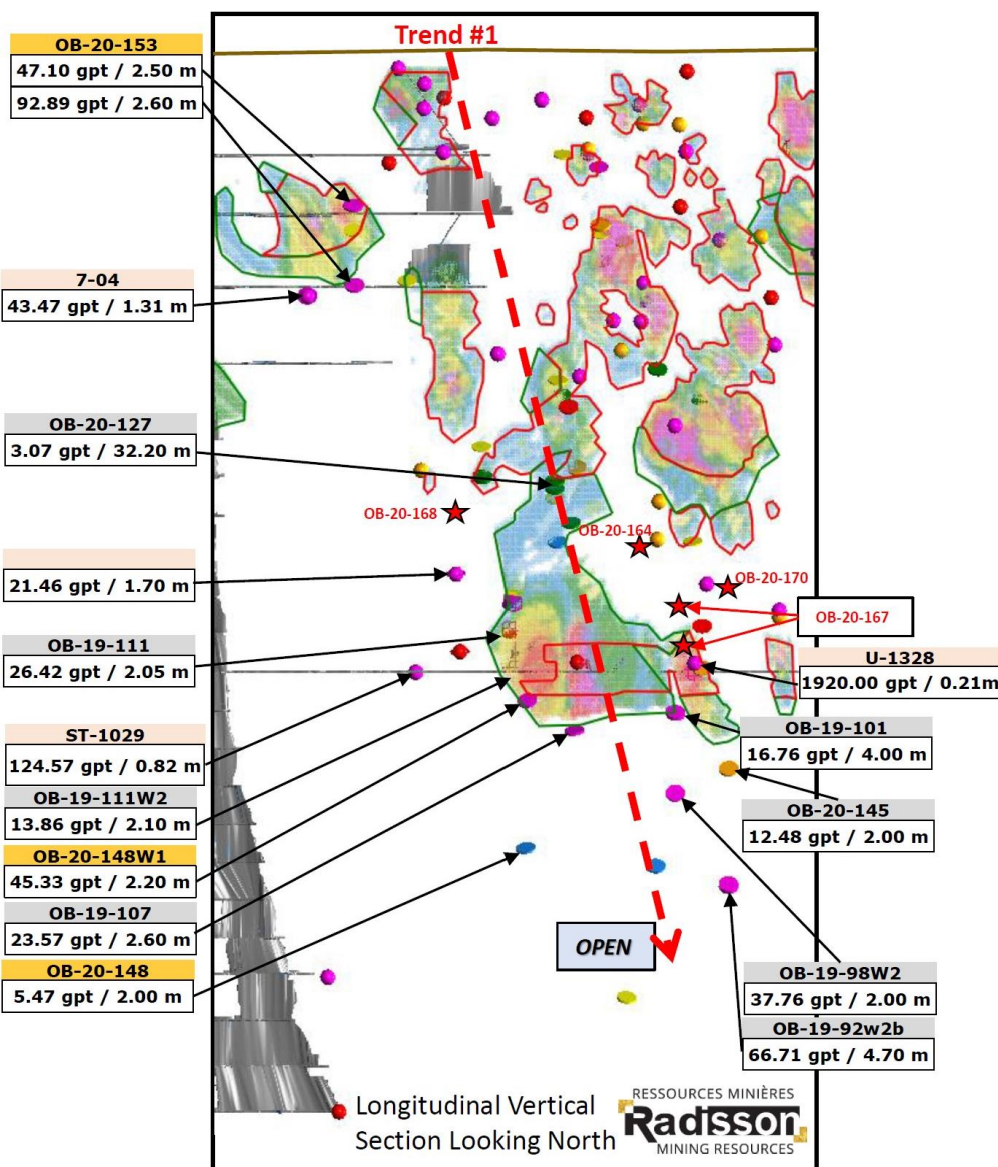 Trend #1
OB-20-153
47.10 gpt / 2.50 m
92.89 gpt / 2.60 m
7-04
43.47 gpt / 1.31 m
OB-20-127
3.07 gpt / 32.20 m
OB-20-168
OB-20-164
OB-20-170
21.46 gpt / 1.70 m
OB-20-167
OB-19-111
26.42 gpt / 2.05 m
U-1328
1920.00 gpt / 0.21m
ST-1029
124.57 gpt / 0.82 m
OB-19-101
16.76 gpt / 4.00 m
OB-19-111W2
13.86 gpt / 2.10 m
OB-20-145
12.48 gpt / 2.00 m
OB-20-148W1
45.33 gpt / 2.20 m
OB-19-107
23.57 gpt / 2.60 m
OPEN
OB-20-148
5.47 gpt / 2.00 m
OB-19-98W2
37.76 gpt / 2.00 m
OB-19-92w2b
66.71 gpt / 4.70 m
Longitudinal Vertical
Section Looking North
RESSOURCES MINIÈRES
Radisson
MINING RESOURCES